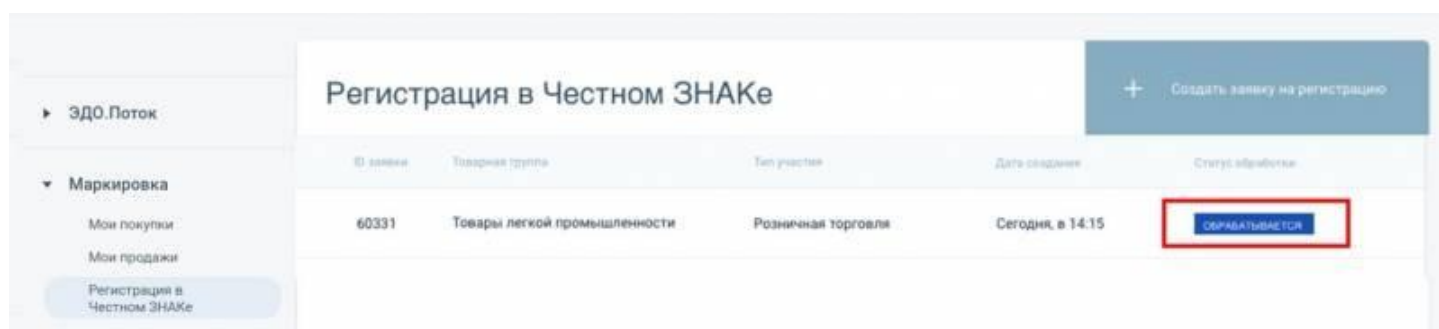 Регистрация в Честном ЗНАКе
+ Создать заявку на регистрацию
ЭДО.Поток
Маркировка
Мои покупки
Мои продажи
Регистрация в
Честном ЗНАКе
ID заявки Товарная группа Тип участия Дата создания Статус обработки
60331 Товары легкой промышленности Розничная торговля Сегодня, в 14:15 ОБРАБАТЫВАЕТСЯ